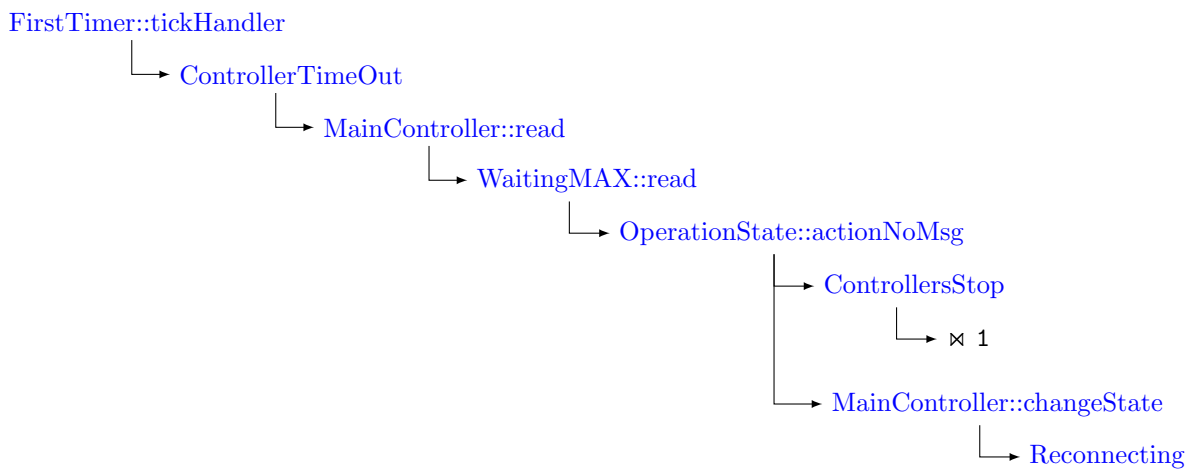 FirstTimer::tickHandler
ControllerTimeOut
MainController::read
WaitingMAX::read
OperationState::actionNoMsg
ControllersStop
⋈ 1
MainController::changeState
Reconnecting